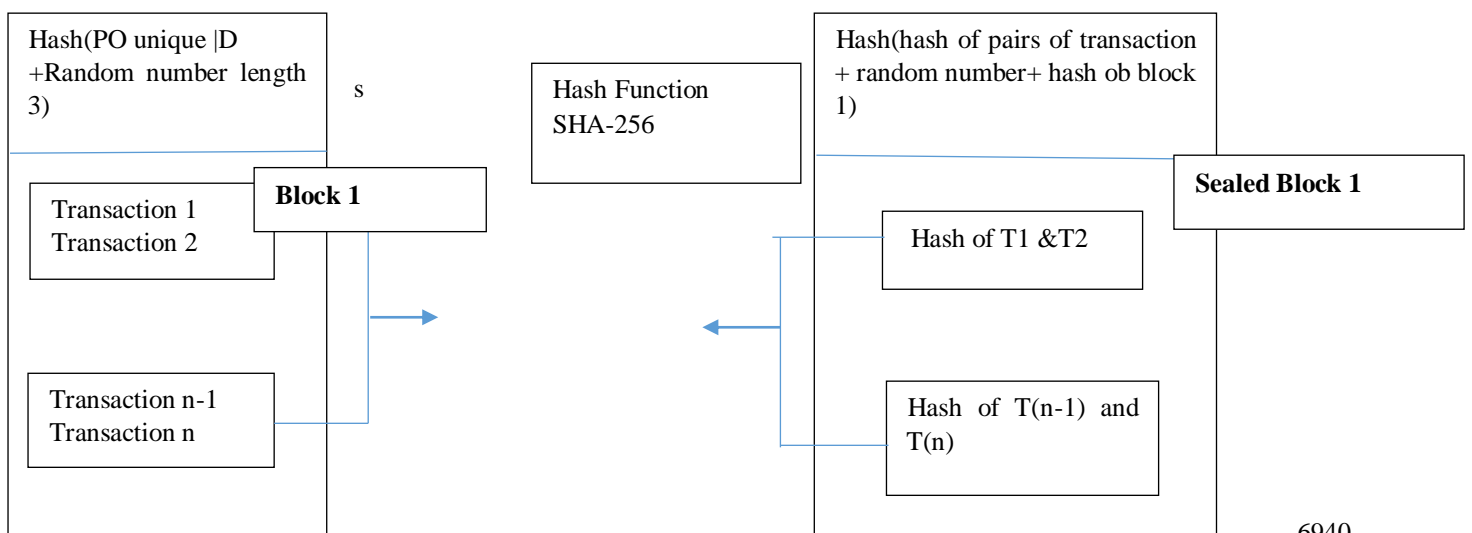 Hash(PO unique |D
+Random number length
3)
s
Hash Function
SHA-256
Hash(hash of pairs of transaction
+ random number+ hash ob block
1)
Block 1
Sealed Block 1
Transaction 1
Transaction 2
Hash of T1 &T2
Transaction n-1
Transaction n
Hash of T(n-1) and
T(n)
6940